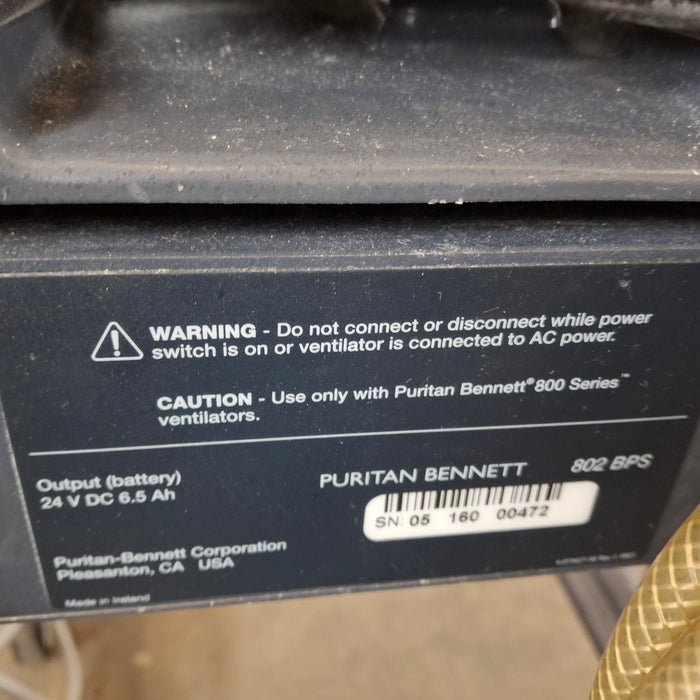 WARNING - Do not connect or disconnect while power
switch is on or ventilator is connected to AC power.
CAUTION - Use only with Puritan Bennett® 800 Series™
ventilators.
Output (battery)
24 V DC 6.5 Ah
PURITAN BENNETT 802 BPS
SN: 05 160 00472
Puritan-Bennett Corporation
Pleasanton, CA USA
Made in Ireland